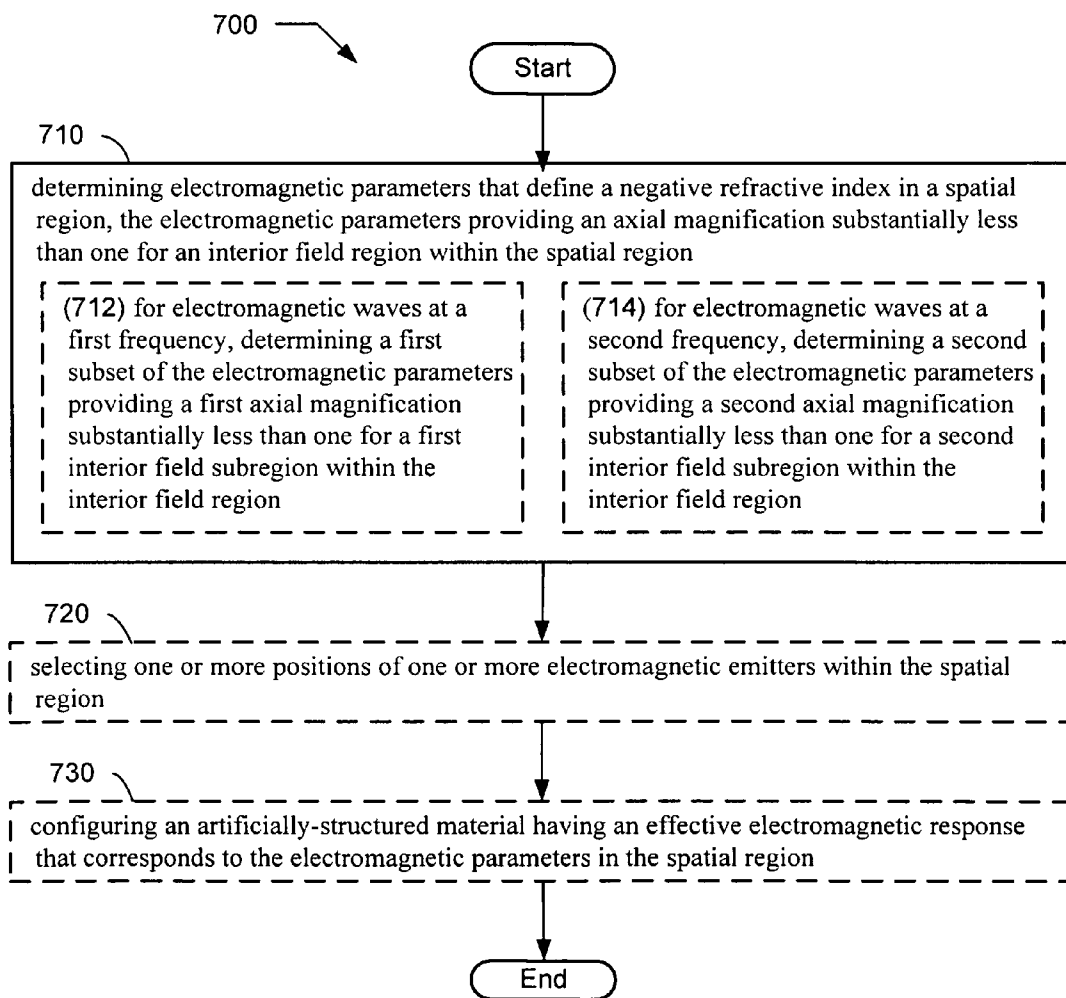 700
Start
710
determining electromagnetic parameters that define a negative refractive index in a spatial
region, the electromagnetic parameters providing an axial magnification substantially less
than one for an interior field region within the spatial region
(712) for electromagnetic waves at a
first frequency, determining a first
subset of the electromagnetic parameters
providing a first axial magnification
substantially less than one for a first
interior field subregion within the
interior field region
(714) for electromagnetic waves at a
second frequency, determining a second
subset of the electromagnetic parameters
providing a second axial magnification
substantially less than one for a second
interior field subregion within the
interior field region
720
selecting one or more positions of one or more electromagnetic emitters within the spatial
region
730
configuring an artificially-structured material having an effective electromagnetic response
that corresponds to the electromagnetic parameters in the spatial region
End